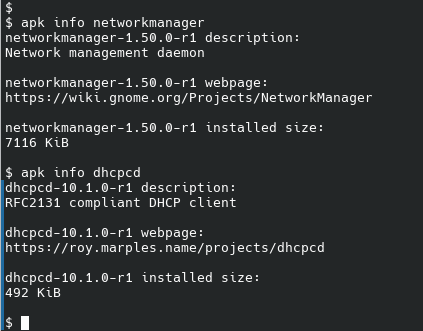 $
$ apk info networkmanager
networkmanager-1.50.0-r1 description:
Network management daemon
networkmanager-1.50.0-r1 webpage:
https://wiki.gnome.org/Projects/NetworkManager
networkmanager-1.50.0-r1 installed size:
7116 KiB
$ apk info dhcpcd
dhcpcd-10.1.0-r1 description:
RFC2131 compliant DHCP client
dhcpcd-10.1.0-r1 webpage:
https://roy.marples.name/projects/dhcpcd
dhcpcd-10.1.0-r1 installed size:
492 KiB
$